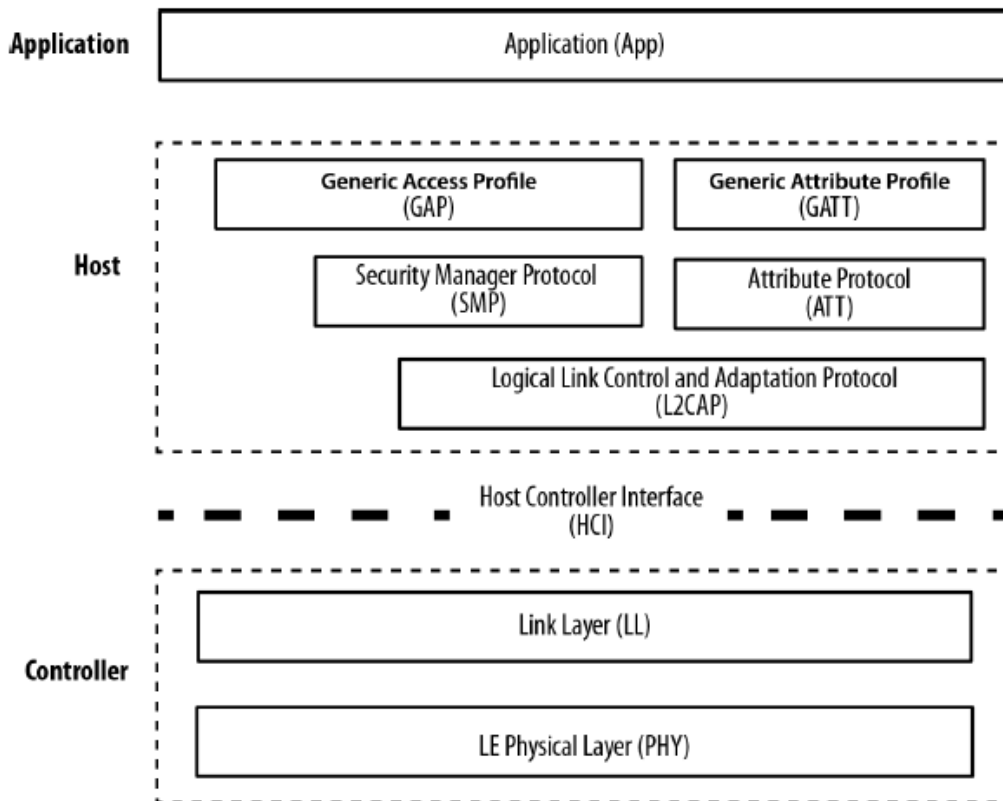 Application
Application (App)
Host
Generic Access Profile
(GAP)
Generic Attribute Profile
(GATT)
Security Manager Protocol
(SMP)
Attribute Protocol
(ATT)
Logical Link Control and Adaptation Protocol
(L2CAP)
Host Controller Interface
(HCI)
Controller
Link Layer (LL)
LE Physical Layer (PHY)